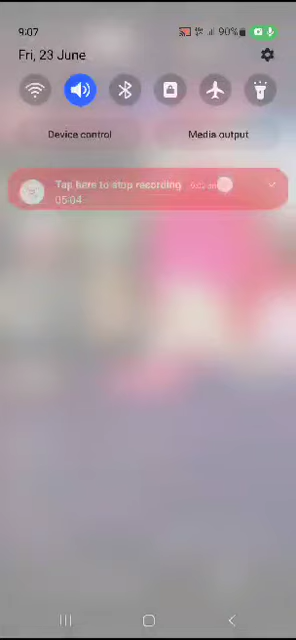 9:07 90%
Fri, 23 June
Device control Media output
Tap here to stop recording
05:04